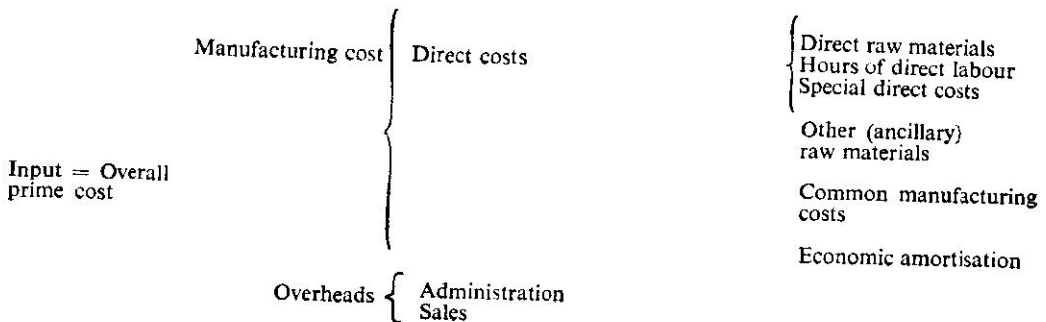 Manufacturing cost Direct costs
Direct raw materials
Hours of direct labour
Special direct costs
Other (ancillary)
raw materials
Input = Overall
prime cost
Common manufacturing
costs
Economic amortisation
Overheads Administration
Sales